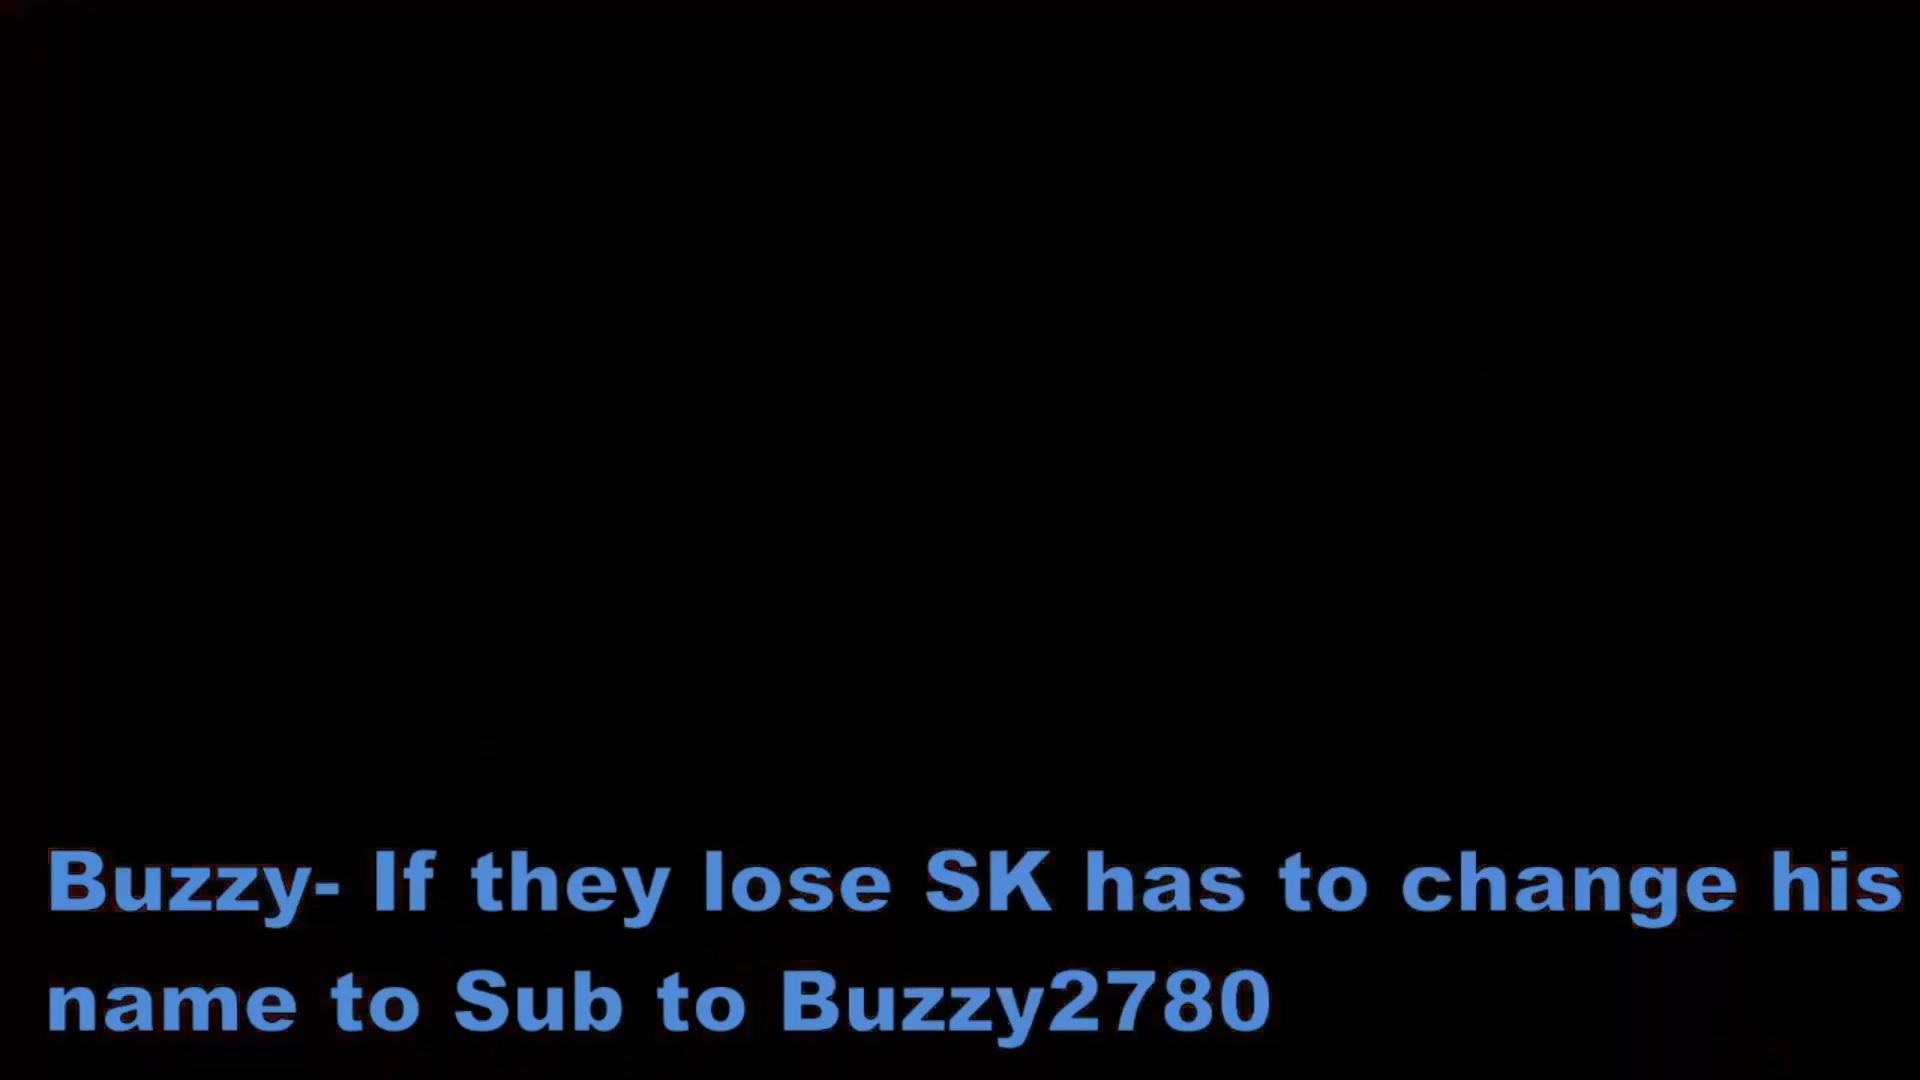 Buzzy- If they lose SK has to change his
name to Sub to Buzzy2780